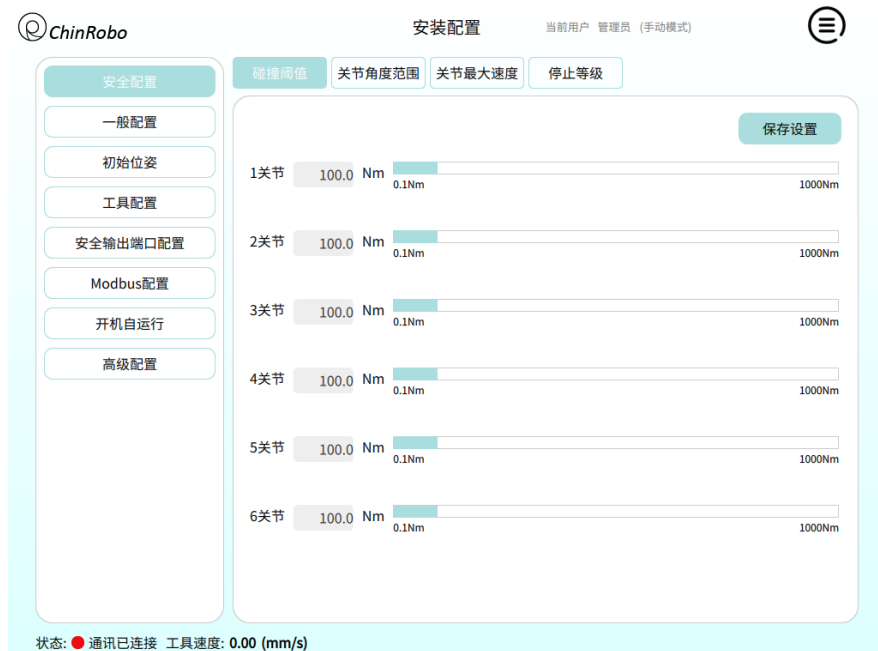 ChinRobo
安装配置
当前用户 管理员 (手动模式)
安全配置
一般配置
初始位姿
工具配置
安全输出端口配置
Modbus配置
开机自运行
高级配置
碰撞阈值 关节角度范围 关节最大速度 停止等级
保存设置
1关节 100.0 Nm
0.1Nm 1000Nm
2关节 100.0 Nm
0.1Nm 1000Nm
3关节 100.0 Nm
0.1Nm 1000Nm
4关节 100.0 Nm
0.1Nm 1000Nm
5关节 100.0 Nm
0.1Nm 1000Nm
6关节 100.0 Nm
0.1Nm 1000Nm
状态: 通讯已连接 工具速度: 0.00 (mm/s)